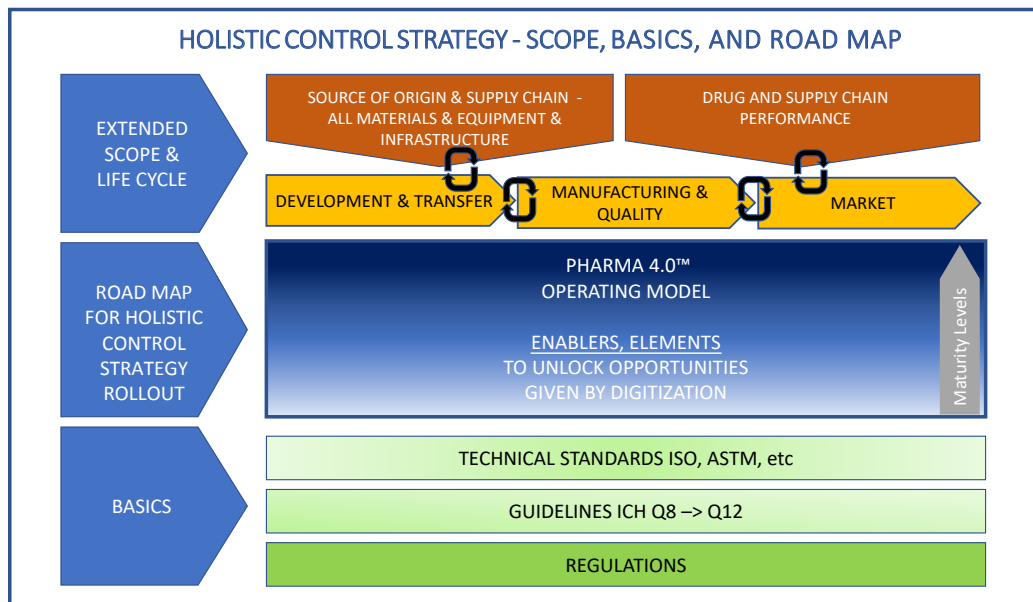 HOLISTIC CONTROL STRATEGY - SCOPE, BASICS, AND ROAD MAP
EXTENDED
SCOPE &
LIFE CYCLE
SOURCE OF ORIGIN & SUPPLY CHAIN -
ALL MATERIALS & EQUIPMENT &
INFRASTRUCTURE
DRUG AND SUPPLY CHAIN
PERFORMANCE
DEVELOPMENT & TRANSFER
MANUFACTURING &
QUALITY
MARKET
ROAD MAP
FOR HOLISTIC
CONTROL
STRATEGY
ROLLOUT
PHARMA 4.0™
OPERATING MODEL
ENABLERS, ELEMENTS
TO UNLOCK OPPORTUNITIES
GIVEN BY DIGITIZATION
Maturity Levels
BASICS
TECHNICAL STANDARDS ISO, ASTM, etc
GUIDELINES ICH Q8 –> Q12
REGULATIONS